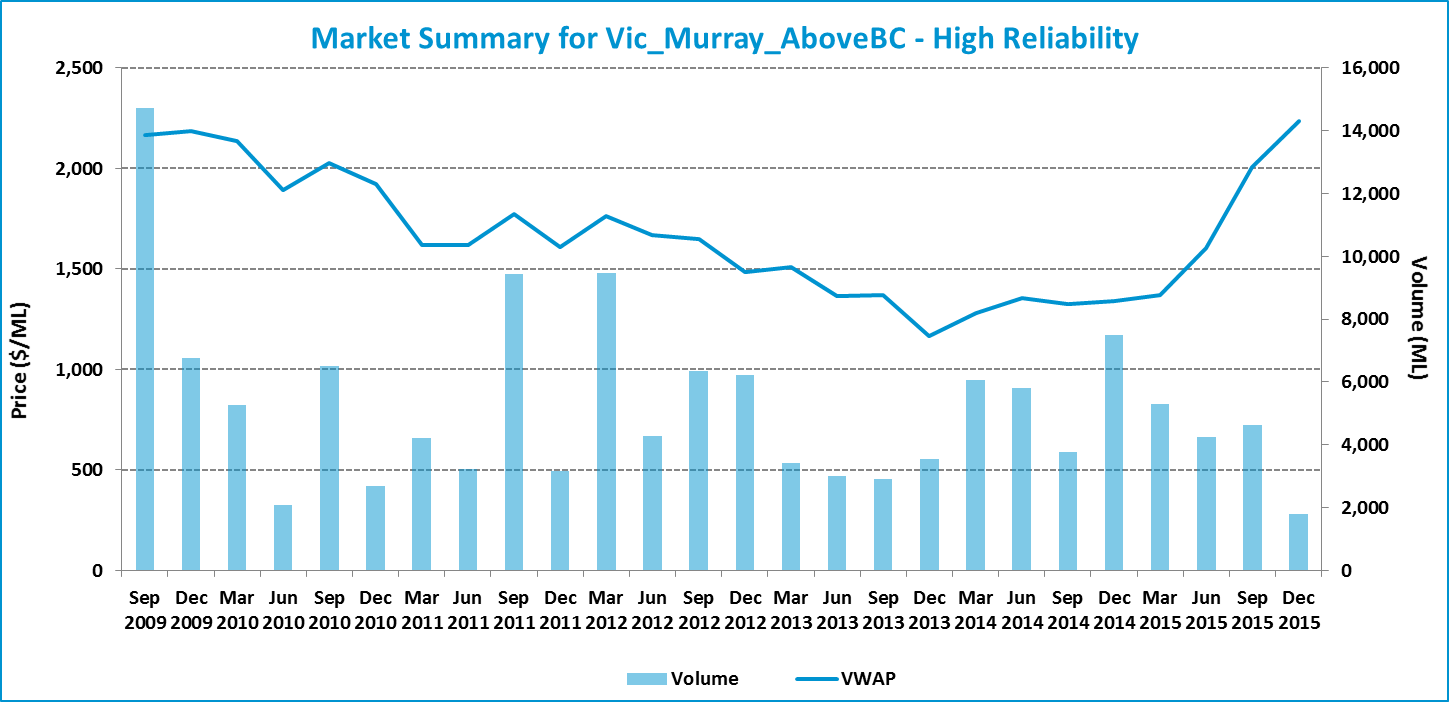 Market Summary for Vic_Murray_AboveBC - High Reliability
2,500
2,000
1,500
1,000
500
0
Price ($/ML)
16,000
14,000
12,000
10,000
8,000
6,000
4,000
2,000
0
Volume (ML)
Sep Dec Mar Jun Sep Dec Mar Jun Sep Dec Mar Jun Sep Dec Mar Jun Sep Dec Mar Jun Sep Dec Mar Jun Sep Dec
2009 2009 2010 2010 2010 2010 2011 2011 2011 2011 2012 2012 2012 2012 2013 2013 2013 2013 2014 2014 2014 2014 2015 2015 2015 2015
Volume VWAP